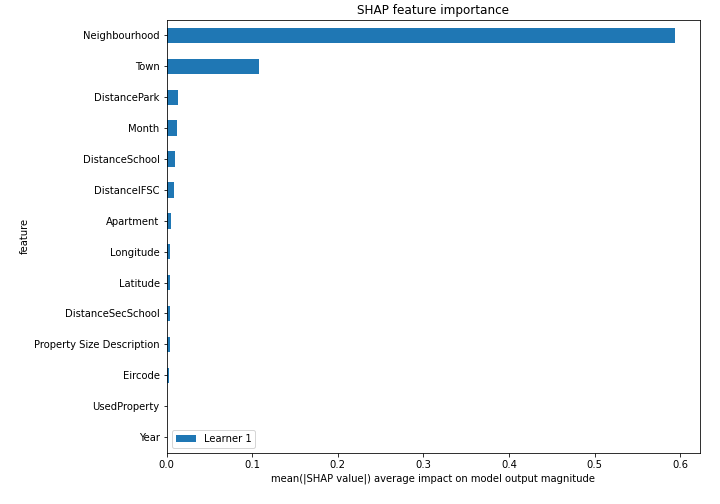 SHAP feature importance
Neighbourhood
Town
DistancePark
Month
DistanceSchool
DistanceIFSC
Apartment
Longitude
Latitude
DistanceSecSchool
Property Size Description
Eircode
UsedProperty
Year
feature
Learner 1
0.0 0.1 0.2 0.3 0.4 0.5 0.6
mean(|SHAP value|) average impact on model output magnitude